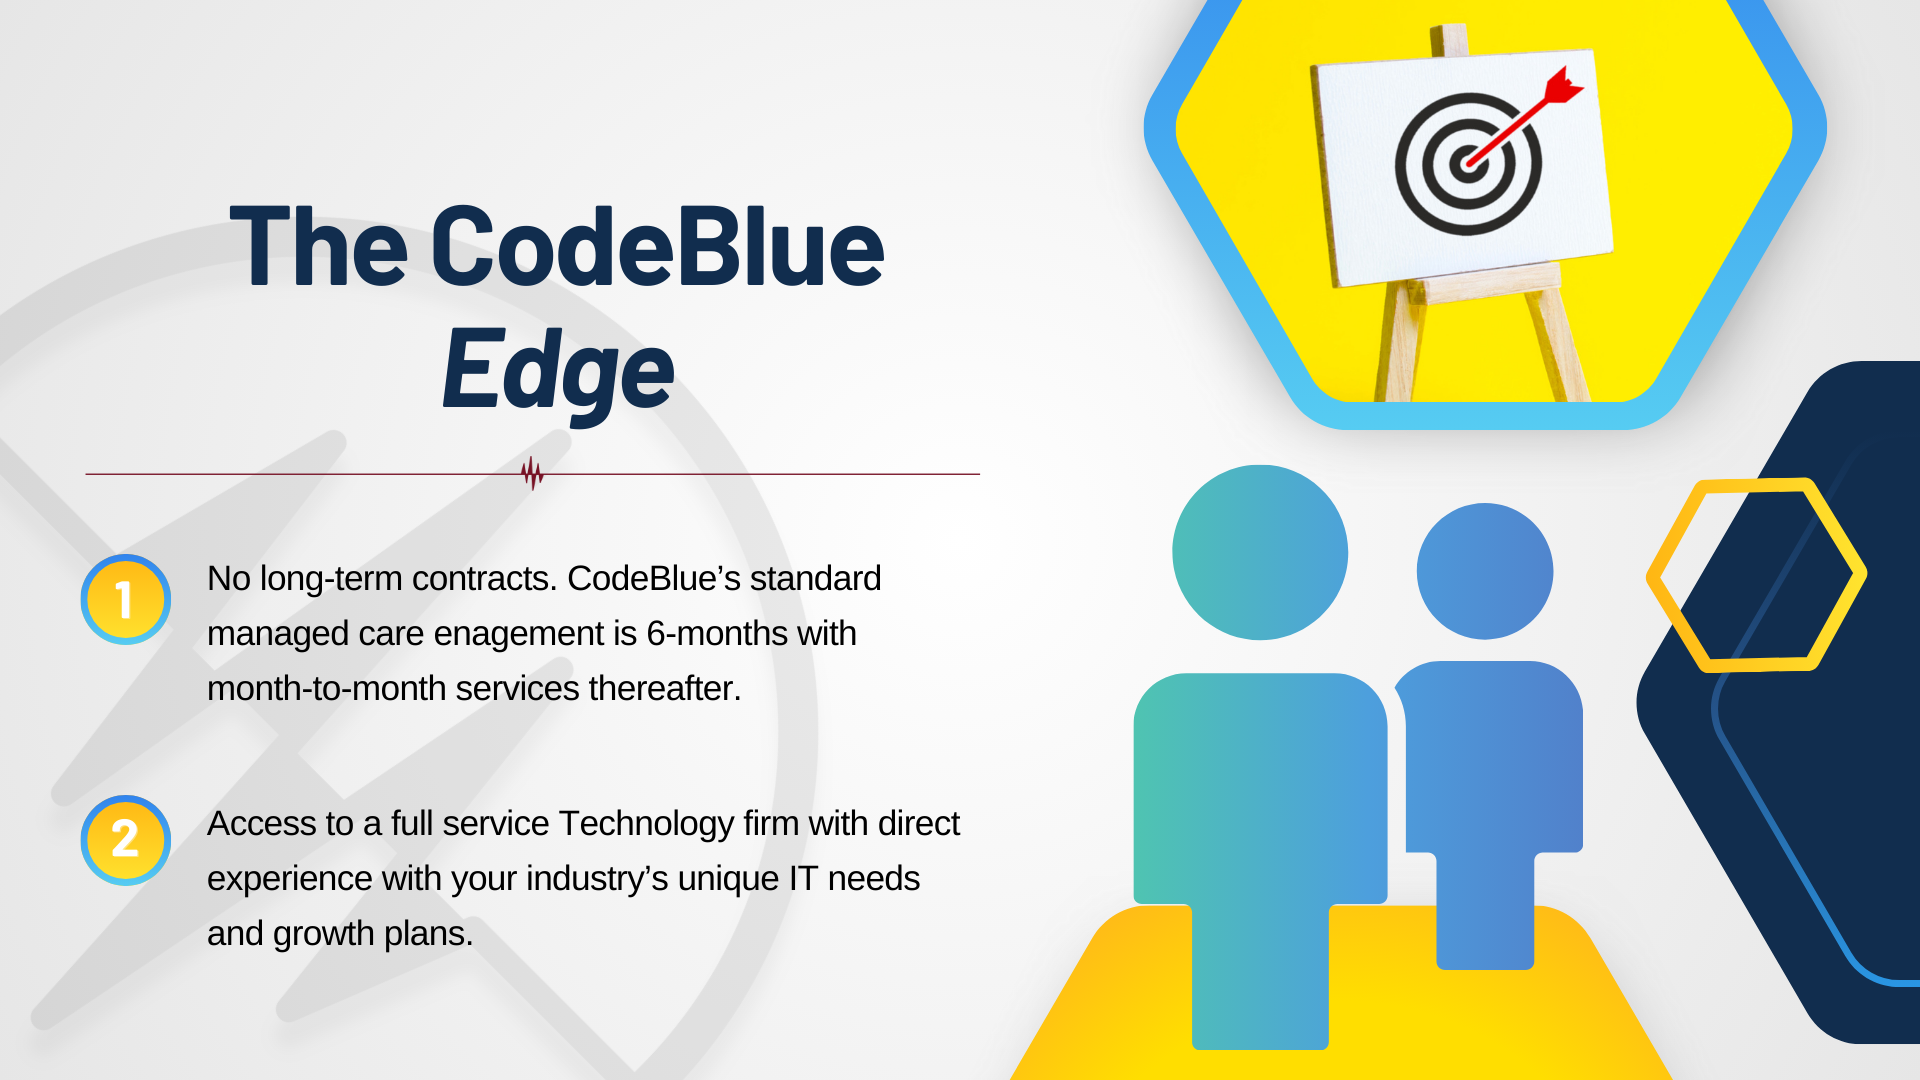 The CodeBlue
Edge
1
No long-term contracts. CodeBlue’s standard
managed care enagement is 6-months with
month-to-month services thereafter.
2
Access to a full service Technology firm with direct
experience with your industry’s unique IT needs
and growth plans.